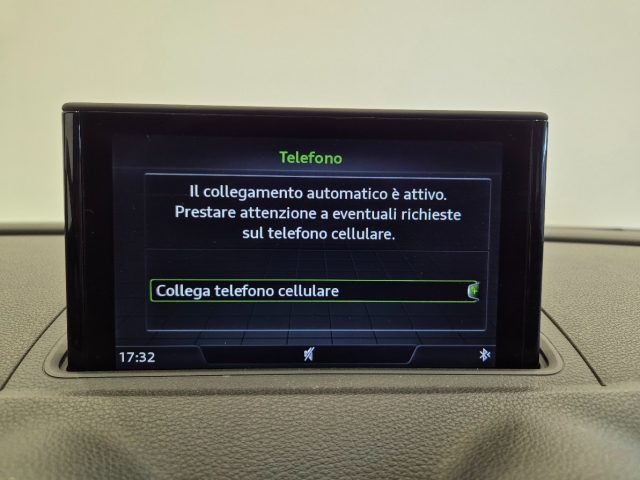 Telefono
Il collegamento automatico è attivo.
Prestare attenzione a eventuali richieste
sul telefono cellulare.
Collega telefono cellulare
17:32